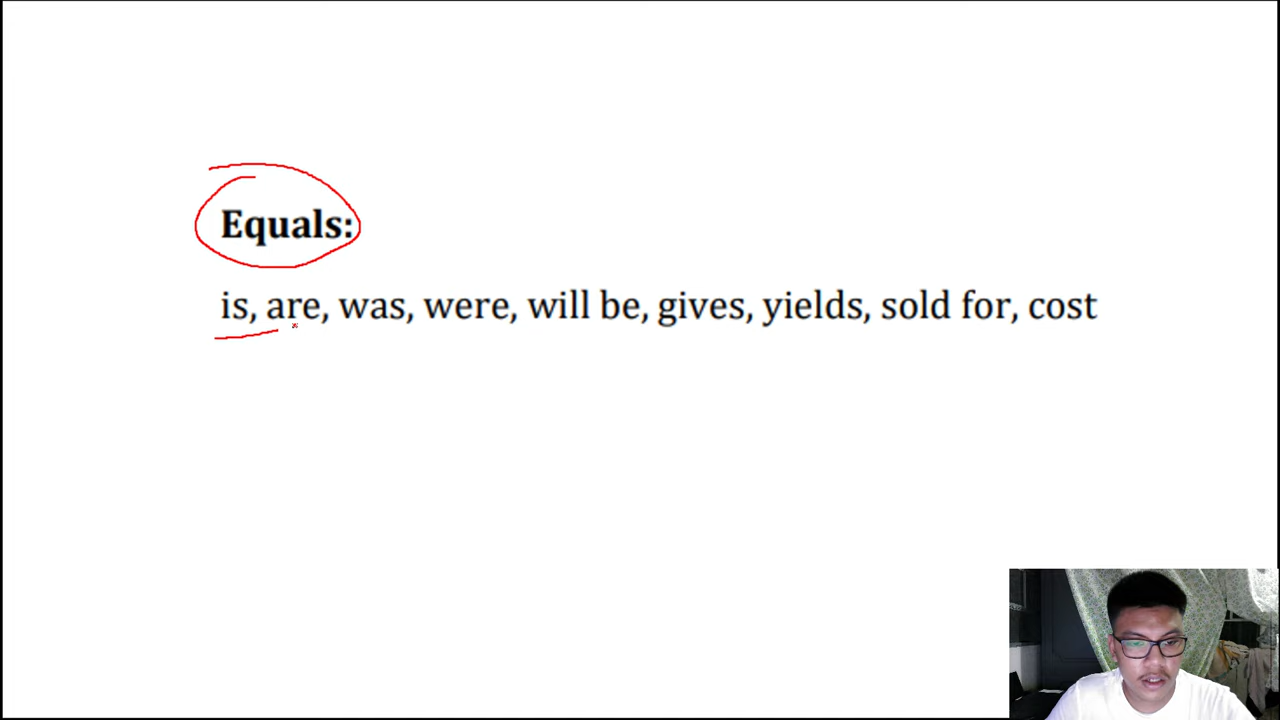 Equals:
is, are, was, were, will be, gives, yields, sold for, cost